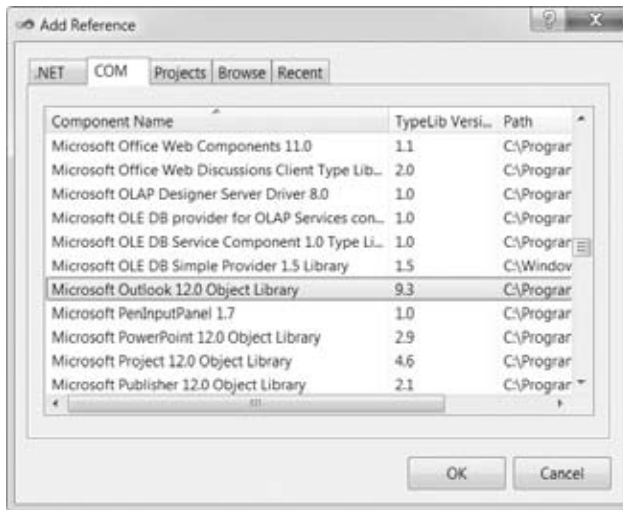 Add Reference
.NET COM Projects Browse Recent
Component Name TypeLib Versi... Path
Microsoft Office Web Components 11.0 1.1 C:\Prograr
Microsoft Office Web Discussions Client Type Lib... 2.0 C:\Prograr
Microsoft OLAP Designer Server Driver 8.0 1.0 C:\Prograr
Microsoft OLE DB provider for OLAP Services con... 1.0 C:\Prograr
Microsoft OLE DB Service Component 1.0 Type Li... 1.0 C:\Prograr
Microsoft OLE DB Simple Provider 1.5 Library 1.5 C:\Window
Microsoft Outlook 12.0 Object Library 9.3 C:\Prograr
Microsoft PenInputPanel 1.7 1.0 C:\Prograr
Microsoft PowerPoint 12.0 Object Library 2.9 C:\Prograr
Microsoft Project 12.0 Object Library 4.6 C:\Prograr
Microsoft Publisher 12.0 Object Library 2.1 C:\Prograr
OK Cancel